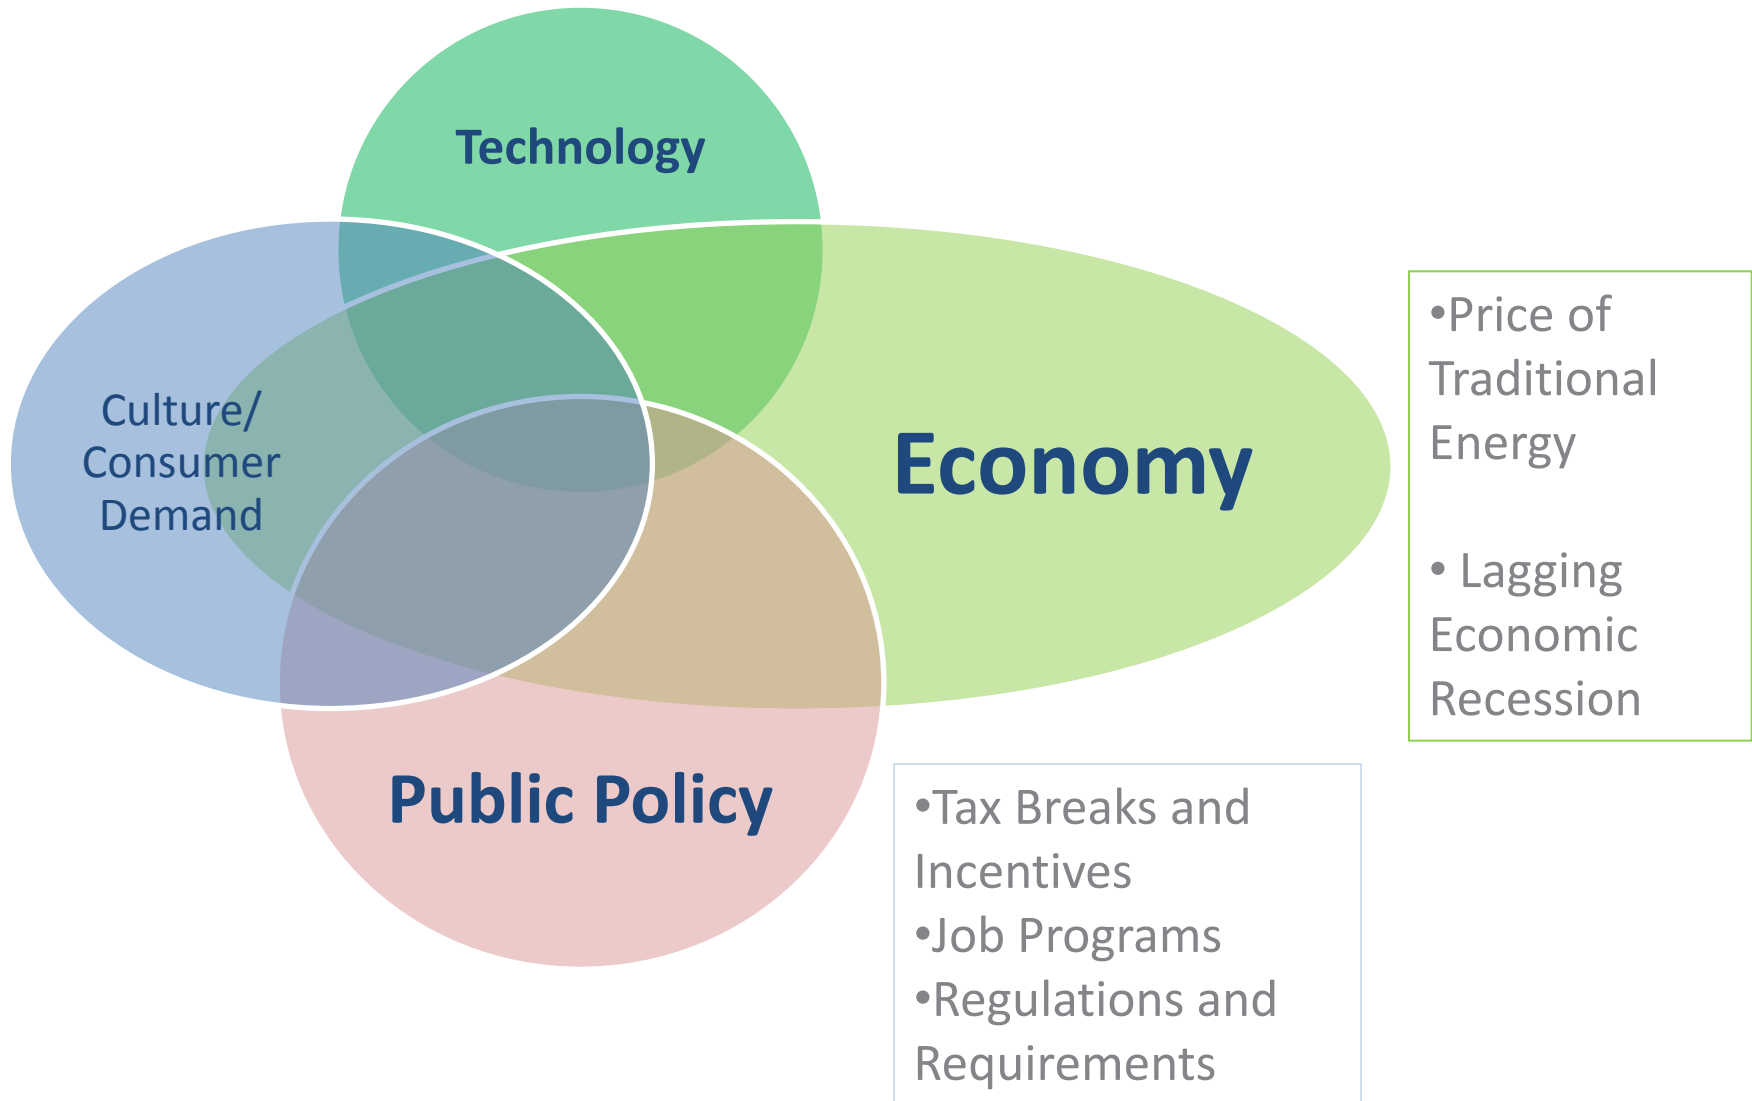 Technology
Culture/
Consumer
Demand
Economy
Public Policy
•Price of
Traditional
Energy
• Lagging
Economic
Recession
•Tax Breaks and
Incentives
•Job Programs
•Regulations and
Requirements